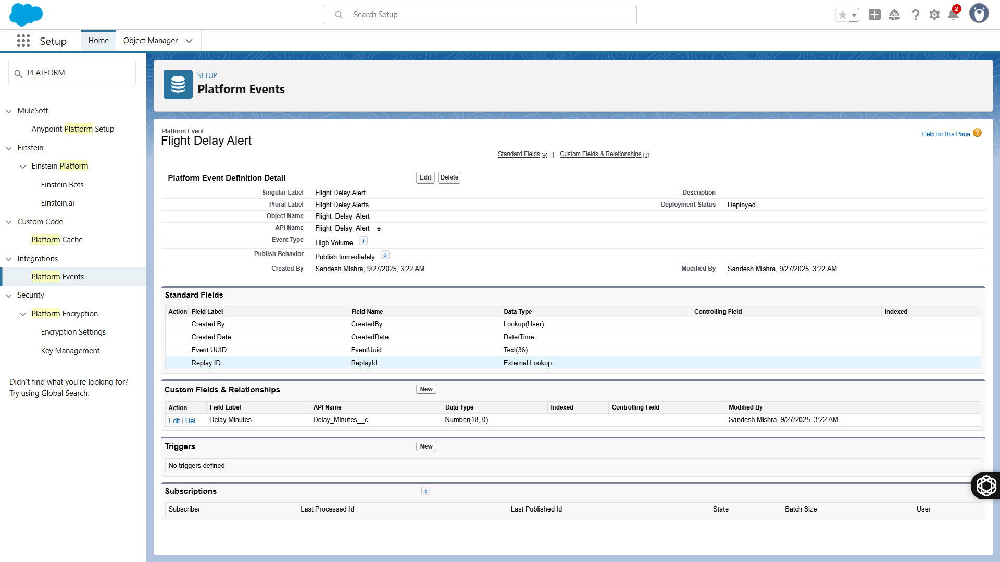 Search Setup
2
Setup
Home
Object Manager
PLATFORM
MuleSoft
Anypoint Platform Setup
Einstein
Einstein Platform
Einstein Bots
Einstein.ai
Custom Code
Platform Cache
Integrations
Platform Events
Security
Platform Encryption
Encryption Settings
Key Management
Didn't find what you're looking for?
Try using Global Search.
SETUP
Platform Events
Platform Event
Flight Delay Alert
Help for this Page ?
Standard Fields [4] | Custom Fields & Relationships [1]
Platform Event Definition Detail Edit Delete
Singular Label Flight Delay Alert Description
Plural Label Flight Delay Alerts Deployment Status Deployed
Object Name Flight_Delay_Alert
API Name Flight_Delay_Alert__e
Event Type High Volume i
Publish Behavior Publish Immediately i
Created By Sandesh Mishra, 9/27/2025, 3:22 AM Modified By Sandesh Mishra, 9/27/2025, 3:22 AM
Standard Fields
Action Field Label Field Name Data Type Controlling Field Indexed
Created By CreatedBy Lookup(User)
Created Date CreatedDate Date/Time
Event UUID EventUuid Text(36)
Replay ID ReplayId External Lookup
Custom Fields & Relationships New
Action Field Label API Name Data Type Indexed Controlling Field Modified By
Edit | Del Delay Minutes Delay_Minutes__c Number(18, 0) Sandesh Mishra, 9/27/2025, 3:22 AM
Triggers New
No triggers defined
Subscriptions i
Subscriber Last Processed Id Last Published Id State Batch Size User